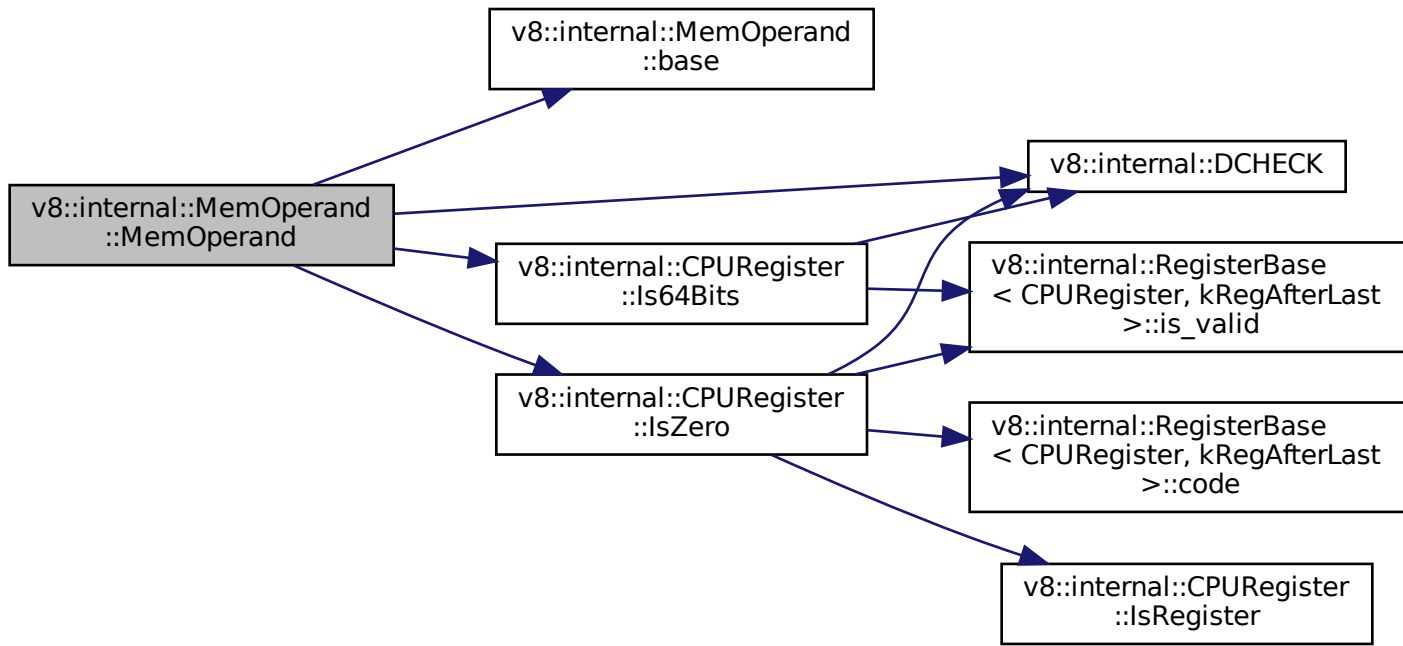 v8::internal::MemOperand
::MemOperand
v8::internal::MemOperand
::base
v8::internal::DCHECK
v8::internal::CPURegister
::Is64Bits
v8::internal::RegisterBase
< CPURegister, kRegAfterLast
>::is_valid
v8::internal::CPURegister
::IsZero
v8::internal::RegisterBase
< CPURegister, kRegAfterLast
>::code
v8::internal::CPURegister
::IsRegister